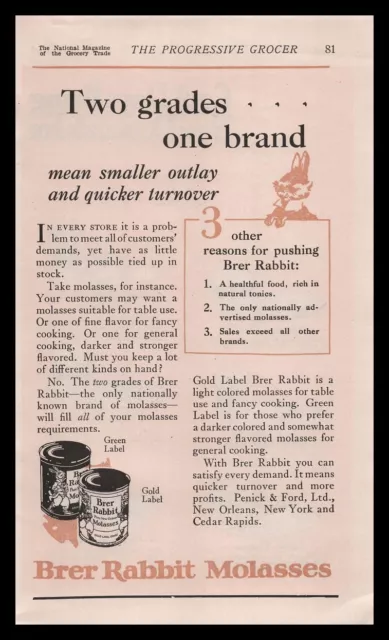 The National Magazine
of the Grocery Trade
THE PROGRESSIVE GROCER
81
Two grades . . .
one brand
mean smaller outlay
and quicker turnover
IN EVERY STORE it is a prob-
lem to meet all of customers'
demands, yet have as little
money as possible tied up in
stock.
Take molasses, for instance.
Your customers may want a
molasses suitable for table use.
Or one of fine flavor for fancy
cooking. Or one for general
cooking, darker and stronger
flavored. Must you keep a lot
of different kinds on hand?
No. The two grades of Brer
Rabbit—the only nationally
known brand of molasses—
will fill all of your molasses
requirements.
3 other
reasons for pushing
Brer Rabbit:
1. A healthful food, rich in
natural tonics.
2. The only nationally ad-
vertised molasses.
3. Sales exceed all other
brands.
Gold Label Brer Rabbit is a
light colored molasses for table
use and fancy cooking. Green
Label is for those who prefer
a darker colored and somewhat
stronger flavored molasses for
general cooking.
With Brer Rabbit you can
satisfy every demand. It means
quicker turnover and more
profits. Penick & Ford, Ltd.,
New Orleans, New York and
Cedar Rapids.
Green
Label
Gold
Label
Brer
Rabbit
Molasses
Brer Rabbit Molasses